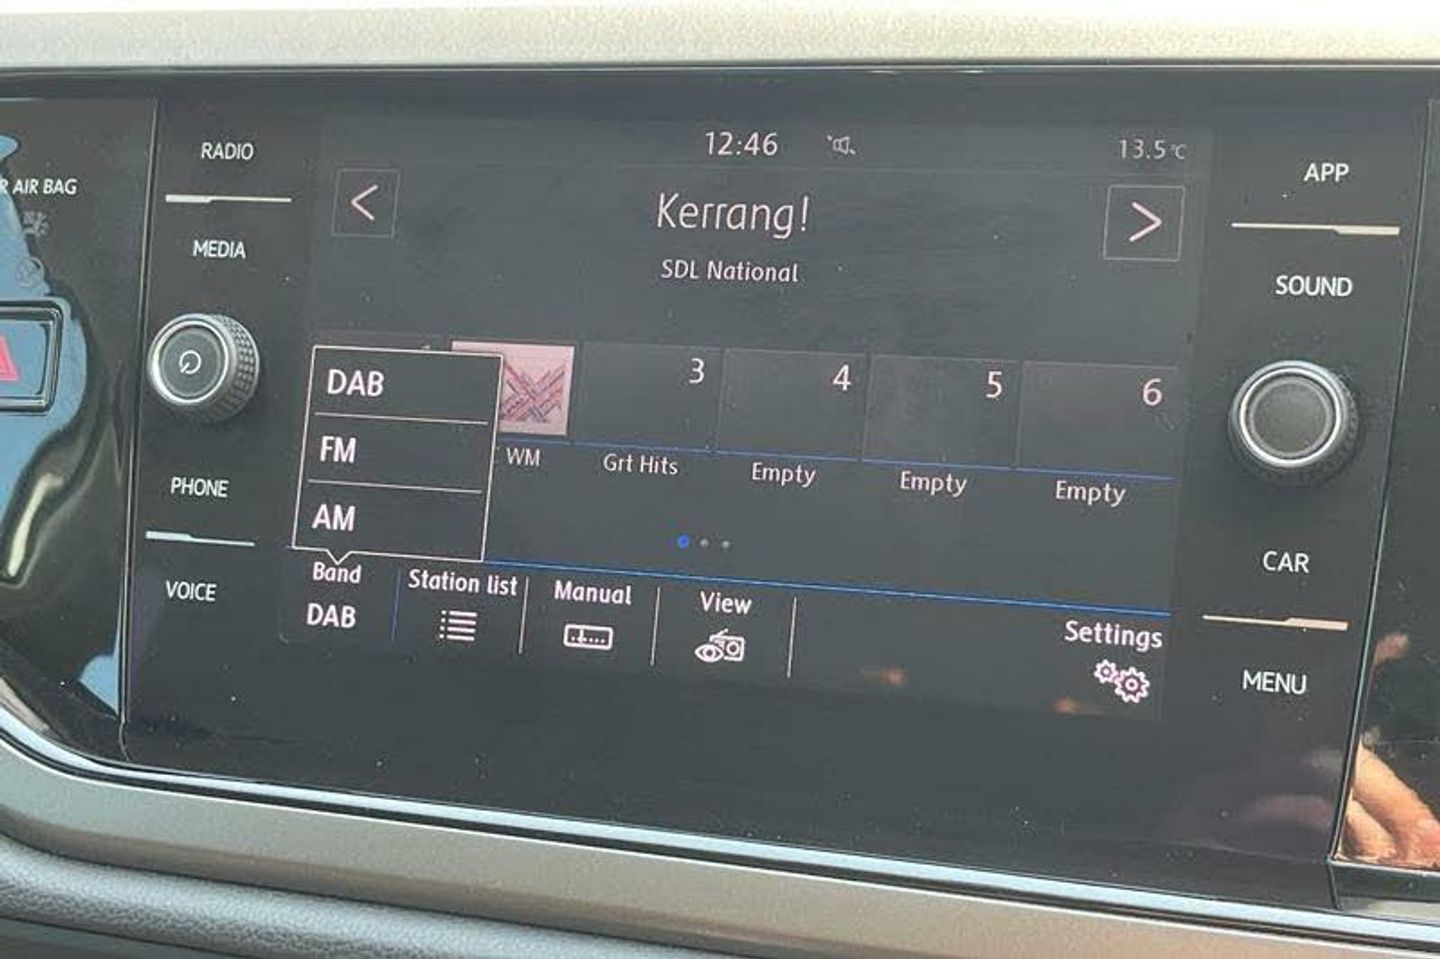 RADIO
MEDIA
PHONE
VOICE
R AIR BAG
12:46
13.5°C
Kerrang!
SDL National
3
4
5
6
WM
Grt Hits
Empty
Empty
Empty
DAB
FM
AM
Band
DAB
Station list
Manual
View
Settings
APP
SOUND
CAR
MENU